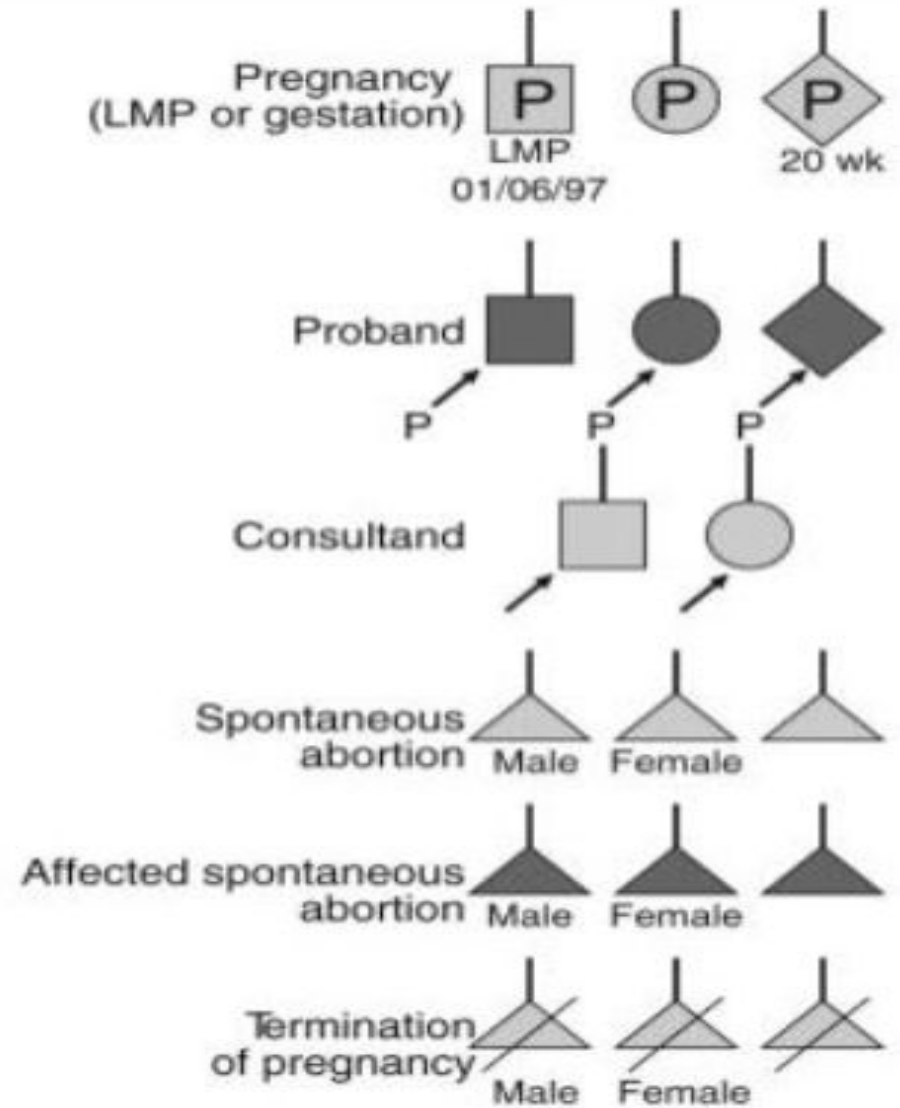 Pregnancy
(LMP or gestation)
P P P
LMP
01/06/97
20 wk
Proband
P P P
Consultand
Spontaneous
abortion
Male Female
Affected spontaneous
abortion
Male Female
Termination
of pregnancy
Male Female